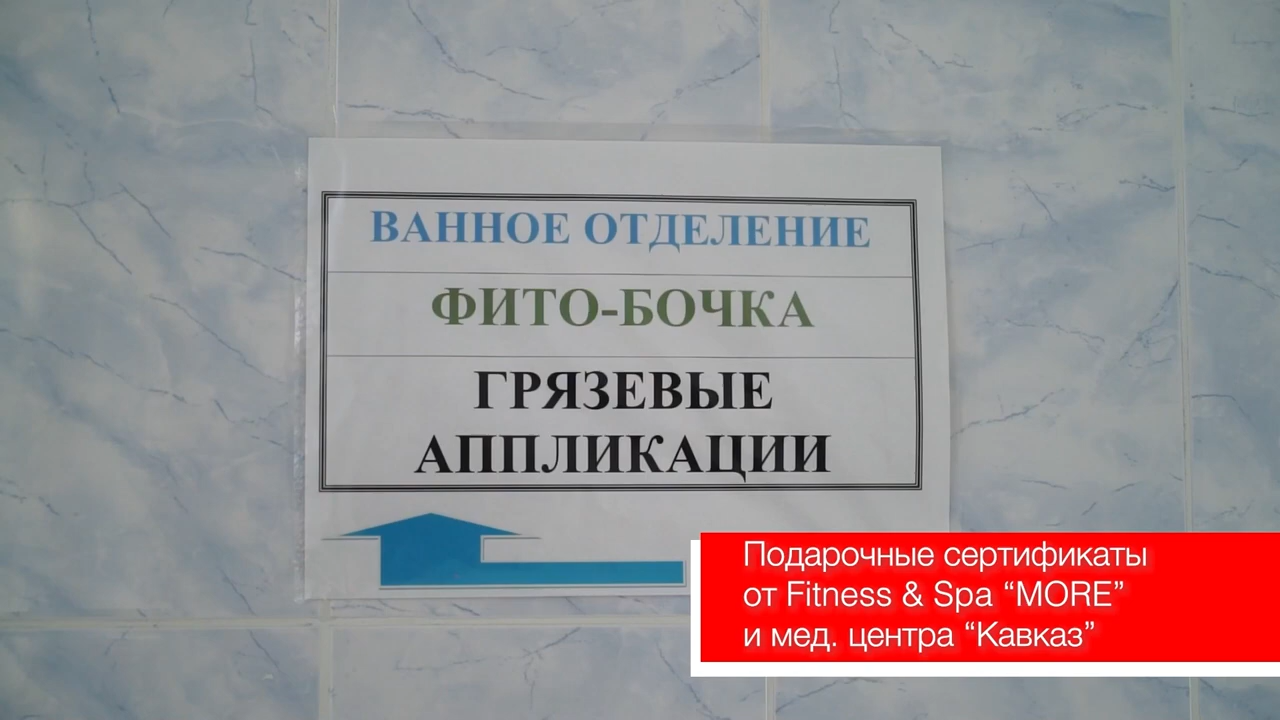 ВАННОЕ ОТДЕЛЕНИЕ
ФИТО-БОЧКА
ГРЯЗЕВЫЕ
АППЛИКАЦИИ
Подарочные сертификаты
от Fitness & Spa “MORE”
и мед. центра “Кавказ”